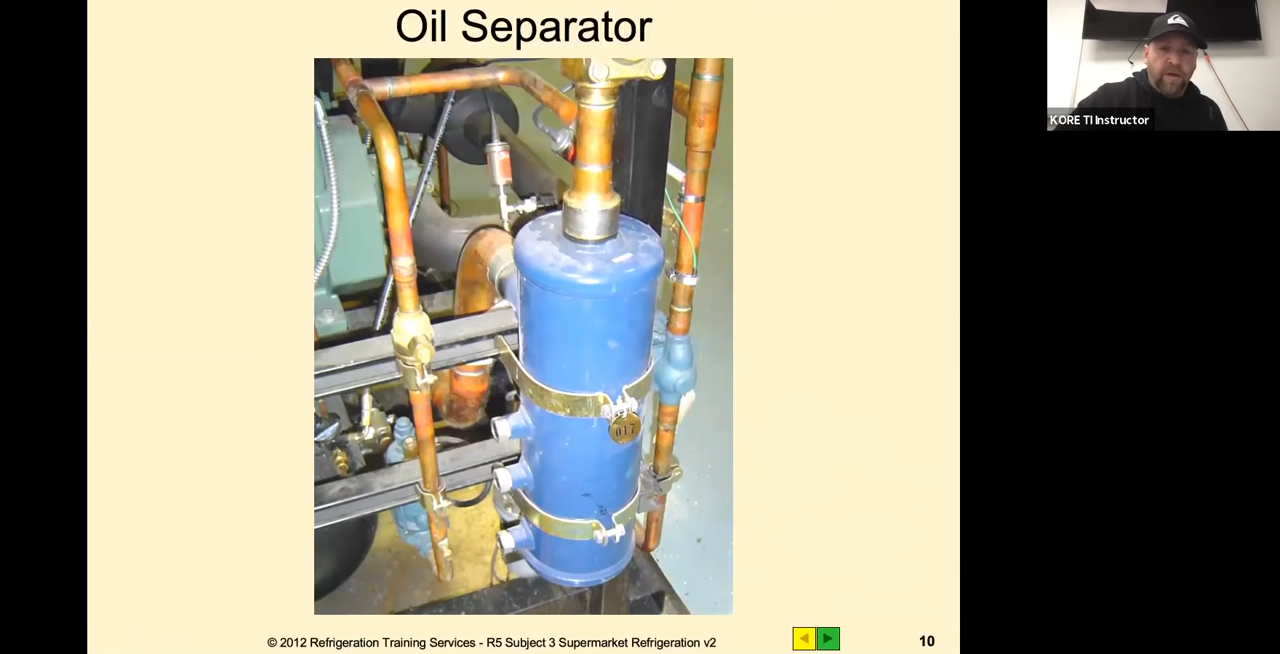 Oil Separator
KORE TI Instructor
017
© 2012 Refrigeration Training Services - R5 Subject 3 Supermarket Refrigeration v2
10